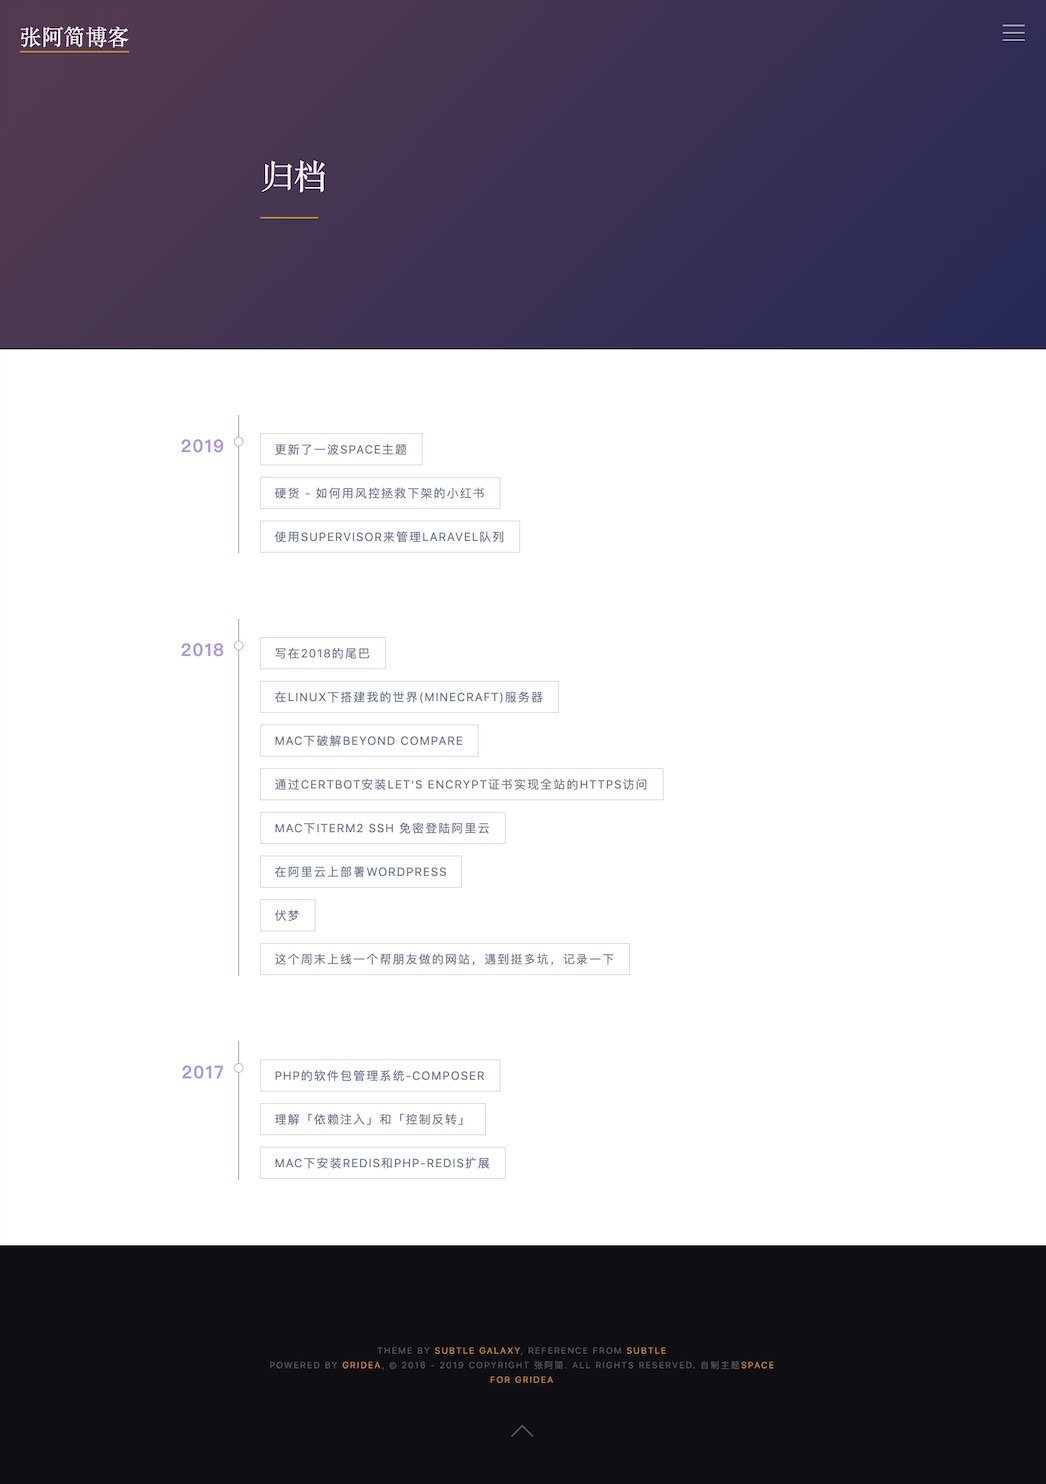 张阿简博客
归档
2019
更新了一波SPACE主题
硬货 - 如何用风控拯救下架的小红书
使用SUPERVISOR来管理LARAVEL队列
2018
写在2018的尾巴
在LINUX下搭建我的世界(MINECRAFT)服务器
MAC下破解BEYOND COMPARE
通过CERTBOT安装LET'S ENCRYPT证书实现全站的HTTPS访问
MAC下ITERM2 SSH 免密登陆阿里云
在阿里云上部署WORDPRESS
伏梦
这个周末上线一个帮朋友做的网站，遇到挺多坑，记录一下
2017
PHP的软件包管理系统-COMPOSER
理解「依赖注入」和「控制反转」
MAC下安装REDIS和PHP-REDIS扩展
THEME BY SUBTLE GALAXY, REFERENCE FROM SUBTLE
POWERED BY GRIDEA, © 2016 - 2019 COPYRIGHT 张阿简. ALL RIGHTS RESERVED. 自制主题SPACE
FOR GRIDEA